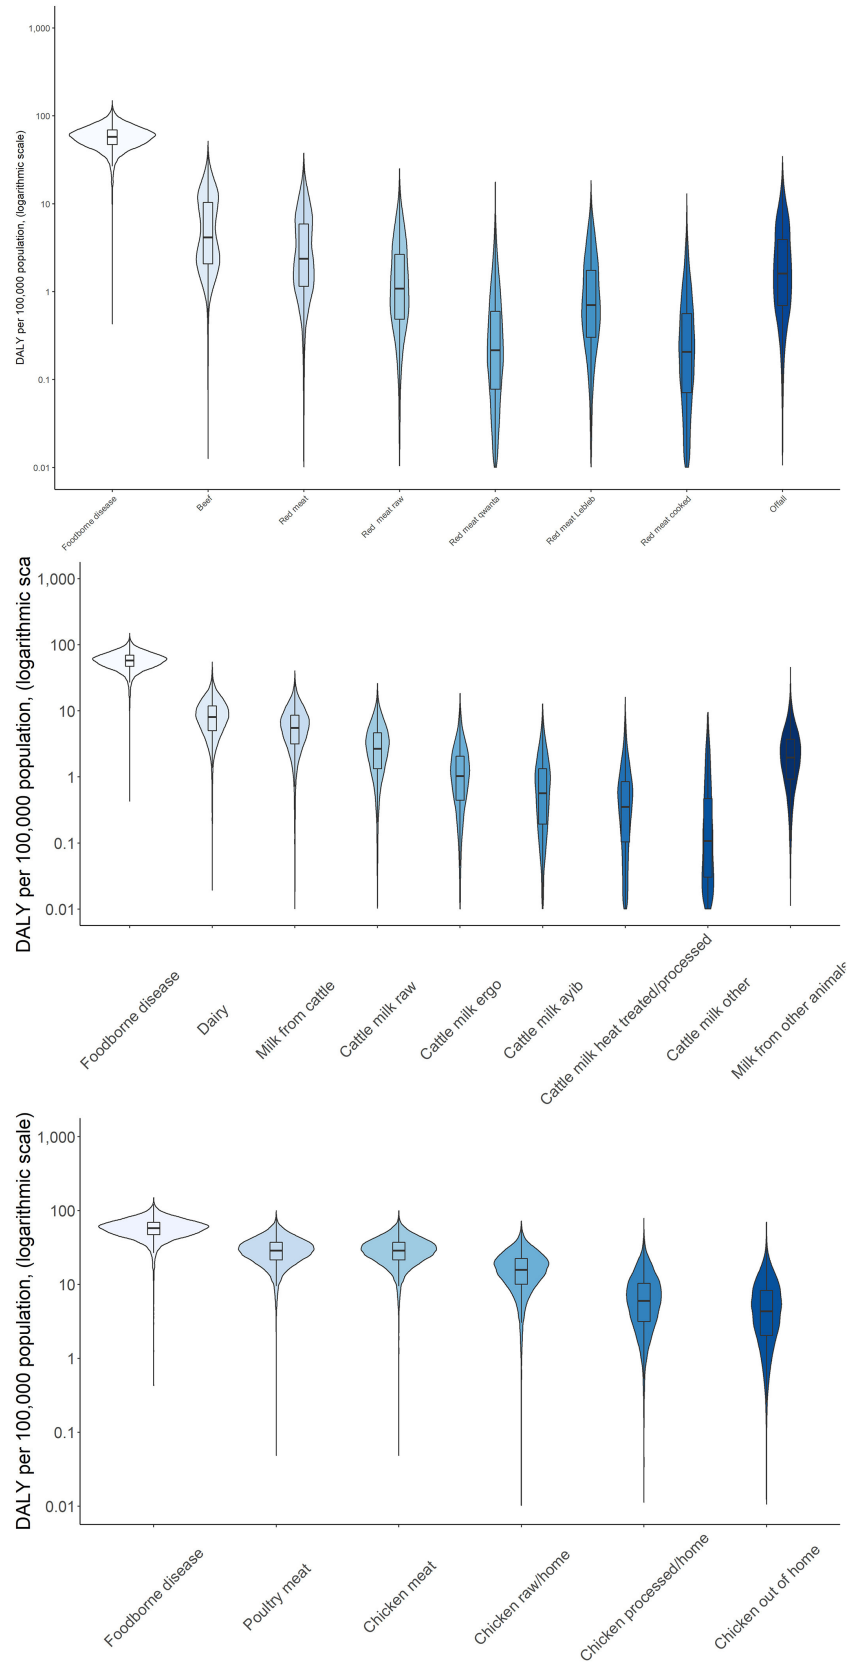 1,000
100
10
1
0.1
0.01
DALY per 100,000 population, (logarithmic scale)
Foodborne disease
Beef
Red meat
Red meat raw
Red meat qwanta
Red meat Lebleb
Red meat cooked
Offall
1,000
100
10
1
0.1
0.01
DALY per 100,000 population, (logarithmic sca
Foodborne disease
Dairy
Milk from cattle
Cattle milk raw
Cattle milk ergo
Cattle milk ayib
Cattle milk heat treated/processed
Cattle milk other
Milk from other animals
1,000
100
10
1
0.1
0.01
DALY per 100,000 population, (logarithmic scale)
Foodborne disease
Poultry meat
Chicken meat
Chicken raw/home
Chicken processed/home
Chicken out of home